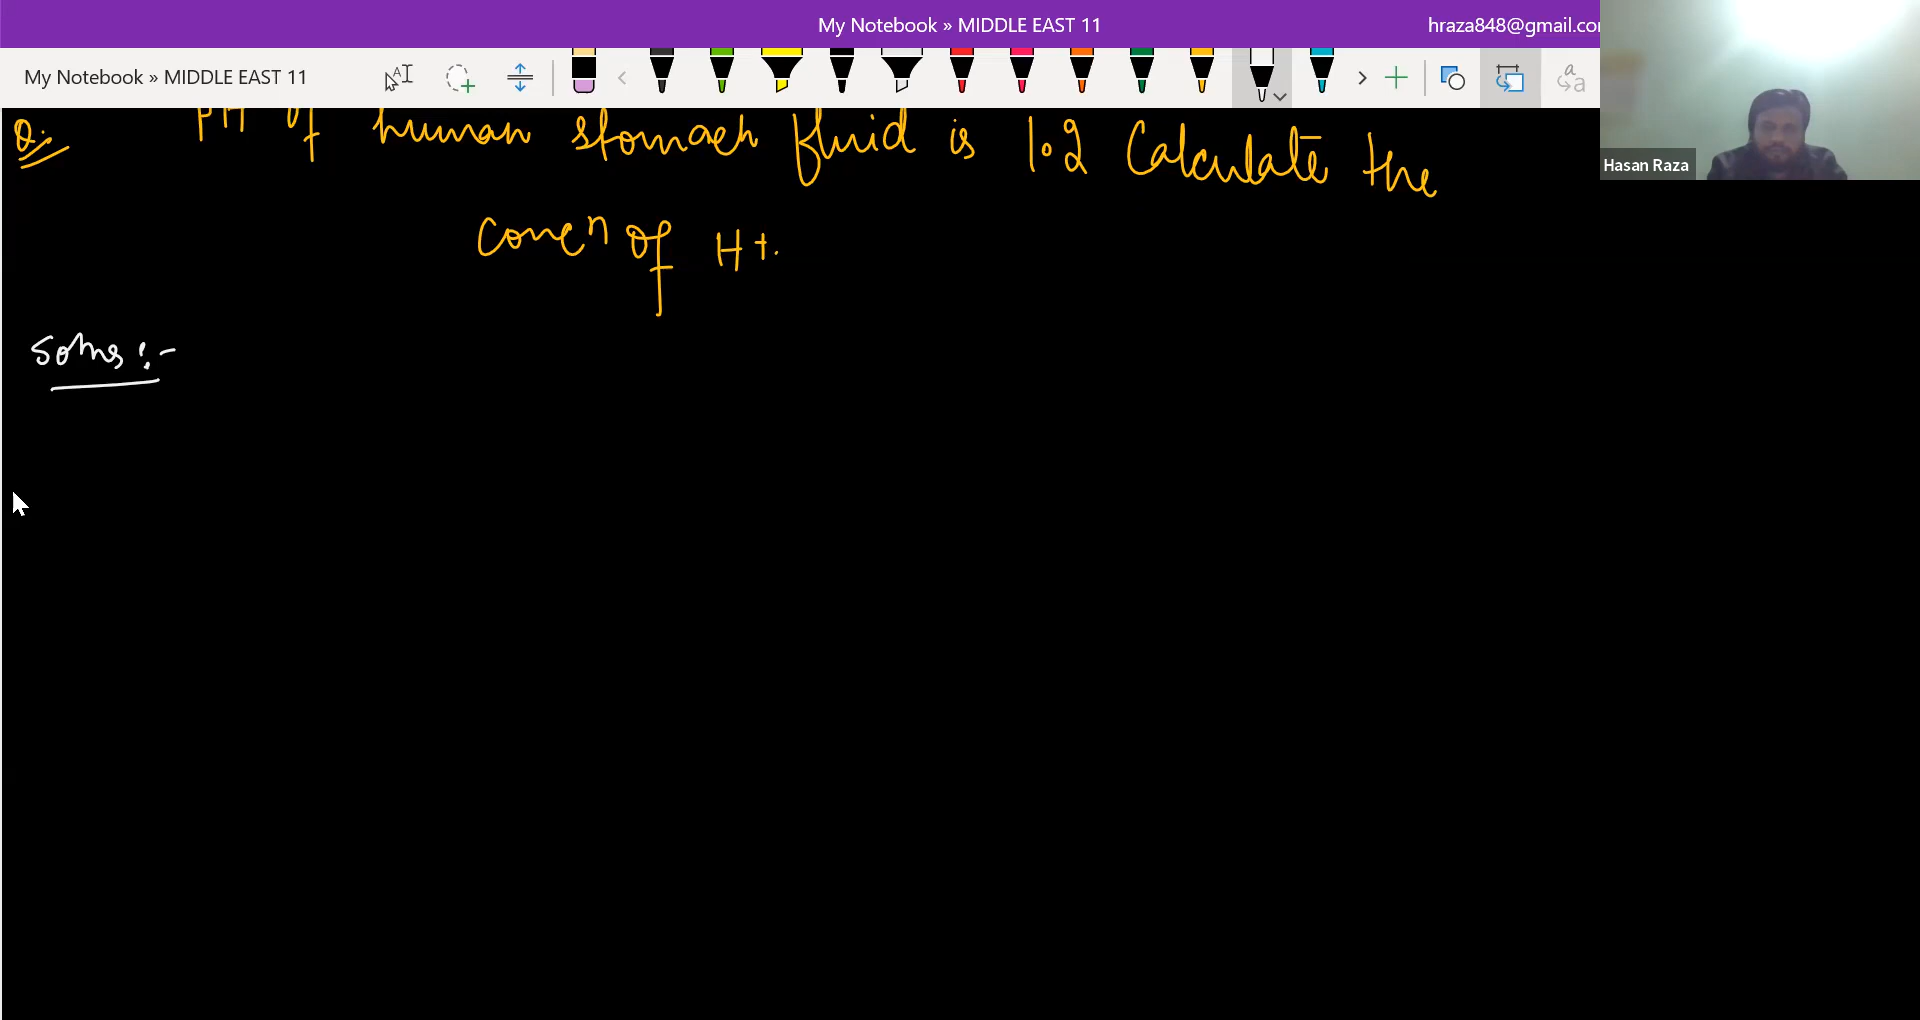 My Notebook » MIDDLE EAST 11
hraza848@gmail.co
My Notebook » MIDDLE EAST 11
Hasan Raza
Q: PH of human stomach fluid is 1.2 Calculate the
concn of H+.
Solns :-